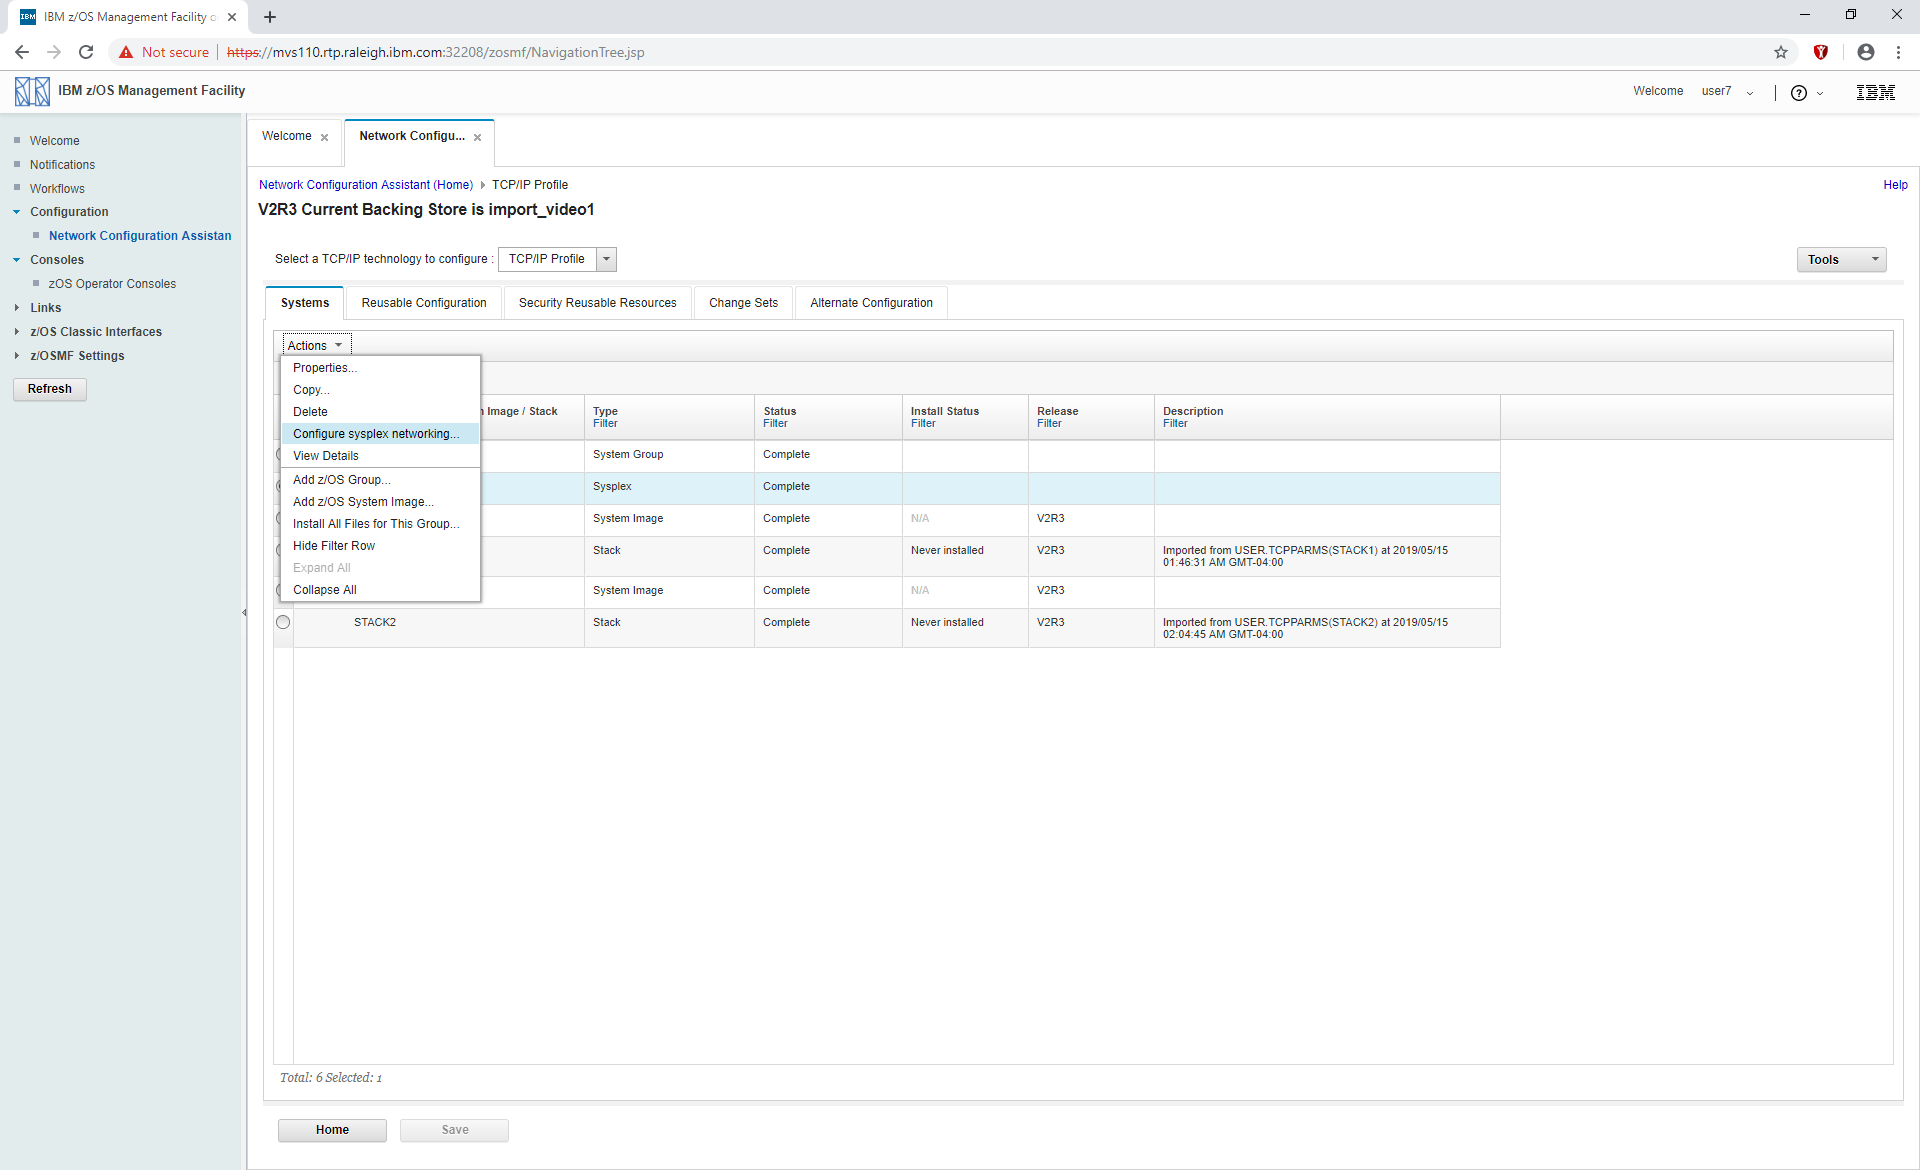 IBM
IBM z/OS Management Facility o
Not secure
https://mvs110.rtp.raleigh.ibm.com:32208/zosmf/NavigationTree.jsp
IBM z/OS Management Facility
Welcome user7
IBM
Welcome
Notifications
Workflows
Configuration
Network Configuration Assistan
Consoles
zOS Operator Consoles
Links
z/OS Classic Interfaces
z/OSMF Settings
Refresh
Welcome
Network Configu...
Network Configuration Assistant (Home) TCP/IP Profile
Help
V2R3 Current Backing Store is import_video1
Select a TCP/IP technology to configure : TCP/IP Profile
Tools
Systems
Reusable Configuration
Security Reusable Resources
Change Sets
Alternate Configuration
Actions
Properties...
Copy...
Delete
Configure sysplex networking...
View Details
Add z/OS Group...
Add z/OS System Image...
Install All Files for This Group...
Hide Filter Row
Expand All
Collapse All
Image / Stack Type Status Install Status Release Description
Filter Filter Filter Filter Filter
System Group Complete
Sysplex Complete
System Image Complete N/A V2R3
Stack Complete Never installed V2R3 Imported from USER.TCPPARMS(STACK1) at 2019/05/15
01:46:31 AM GMT-04:00
System Image Complete N/A V2R3
STACK2 Stack Complete Never installed V2R3 Imported from USER.TCPPARMS(STACK2) at 2019/05/15
02:04:45 AM GMT-04:00
Total: 6 Selected: 1
Home
Save